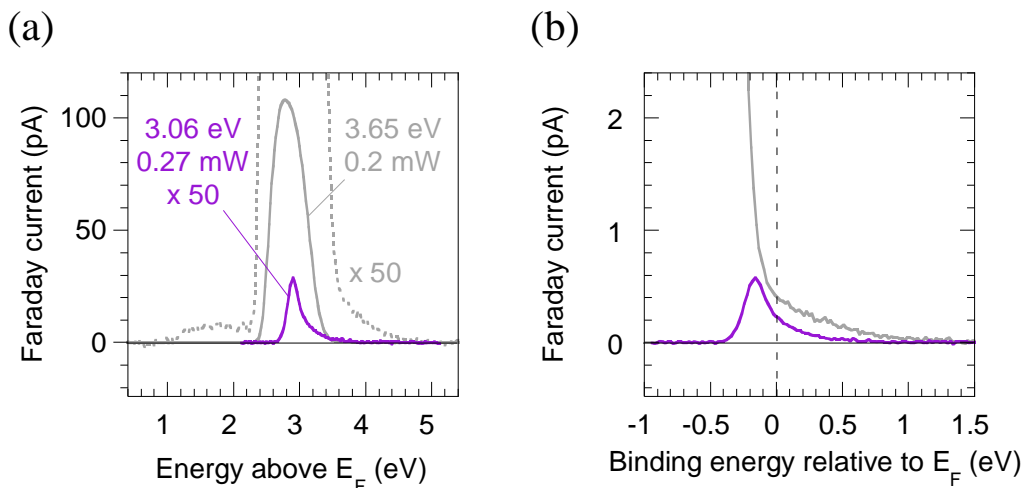 (a)
(b)
Faraday current (pA)
100
50
0
3.06 eV
0.27 mW
x 50
3.65 eV
0.2 mW
x 50
1
2
3
4
5
Energy above E_F (eV)
Faraday current (pA)
2
1
0
-1
-0.5
0
0.5
1
1.5
Binding energy relative to E_F (eV)